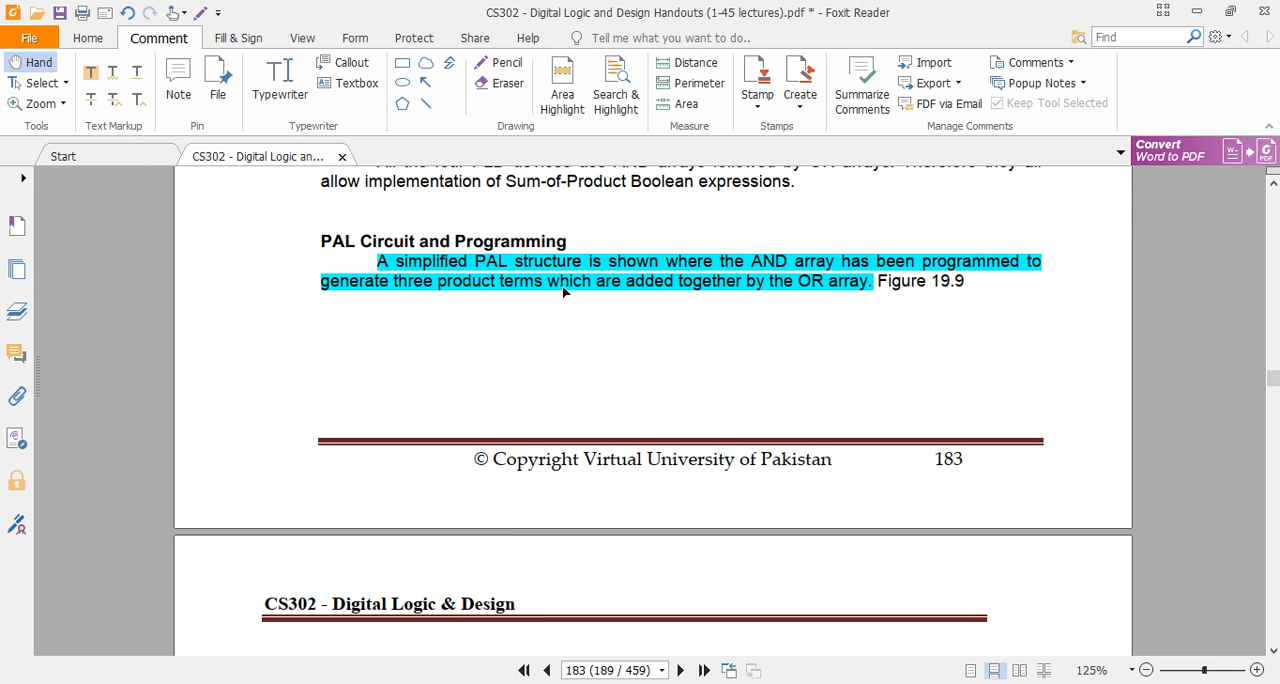 CS302 - Digital Logic and Design Handouts (1-45 lectures).pdf * - Foxit Reader
File Home Comment Fill & Sign View Form Protect Share Help Tell me what you want to do.. Find
Hand
Select
Zoom
Tools
Text Markup
Note
File
Pin
Typewriter
Callout
Textbox
Typewriter
Pencil
Eraser
Area Highlight
Search & Highlight
Drawing
Distance
Perimeter
Area
Measure
Stamp
Create
Stamps
Summarize Comments
Import
Export
FDF via Email
Comments
Popup Notes
Keep Tool Selected
Manage Comments
Start
CS302 - Digital Logic an...
Convert
Word to PDF
allow implementation of Sum-of-Product Boolean expressions.
PAL Circuit and Programming
A simplified PAL structure is shown where the AND array has been programmed to
generate three product terms which are added together by the OR array. Figure 19.9
© Copyright Virtual University of Pakistan 183
CS302 - Digital Logic & Design
183 (189 / 459)
125%